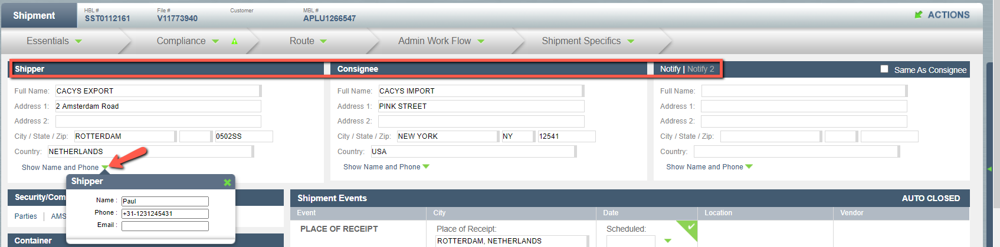 Shipment
HBL # File # Customer MBL #
SST0112161 V11773940 APLU1266547
ACTIONS
Essentials Compliance Route Admin Work Flow Shipment Specifics
Shipper Consignee Notify | Notify 2 Same As Consignee
Full Name: CACYS EXPORT Full Name: CACYS IMPORT Full Name:
Address 1: 2 Amsterdam Road Address 1: PINK STREET Address 1:
Address 2: Address 2: Address 2:
City / State / Zip: ROTTERDAM 0502SS City / State / Zip: NEW YORK NY 12541 City / State / Zip:
Country: NETHERLANDS Country: USA Country:
Show Name and Phone Show Name and Phone Show Name and Phone
Shipper
Name : Paul
Phone : +31-1231245431
Email :
Security/Com
Parties | AMS
Container
Shipment Events AUTO CLOSED
Event City Date Location Vendor
PLACE OF RECEIPT Place of Receipt: Scheduled:
ROTTERDAM, NETHERLANDS